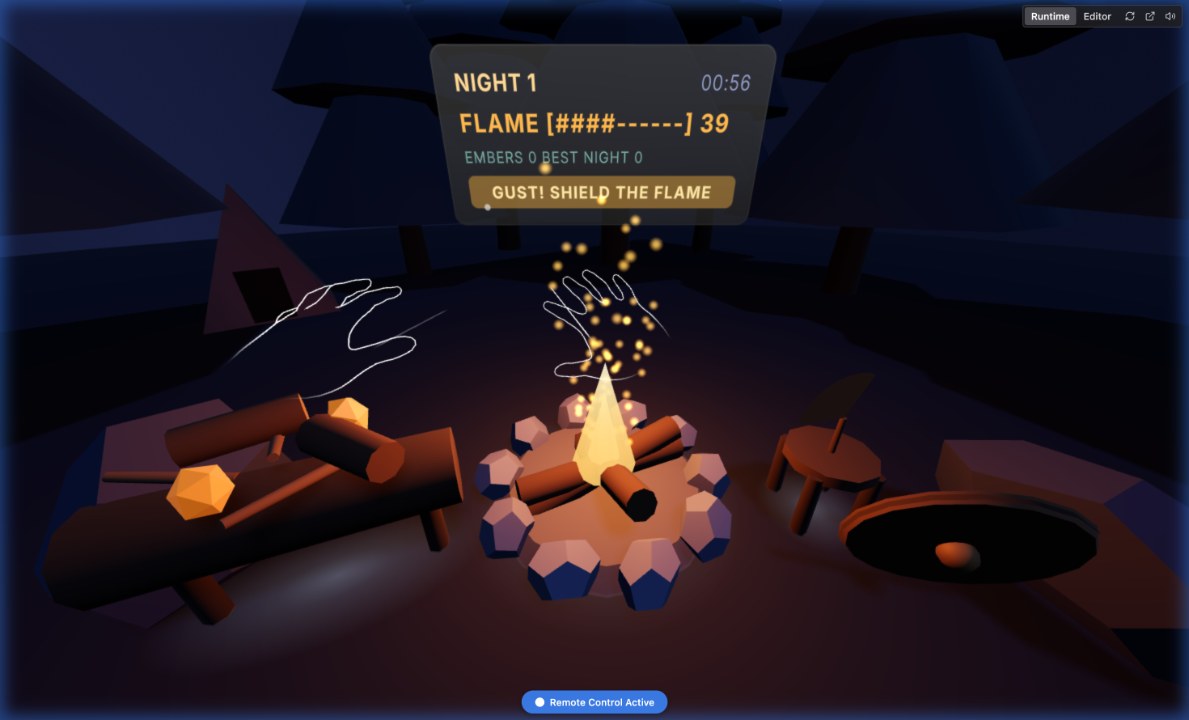 Runtime Editor
NIGHT 1 00:56
FLAME [####------] 39
EMBERS 0 BEST NIGHT 0
GUST! SHIELD THE FLAME
Remote Control Active